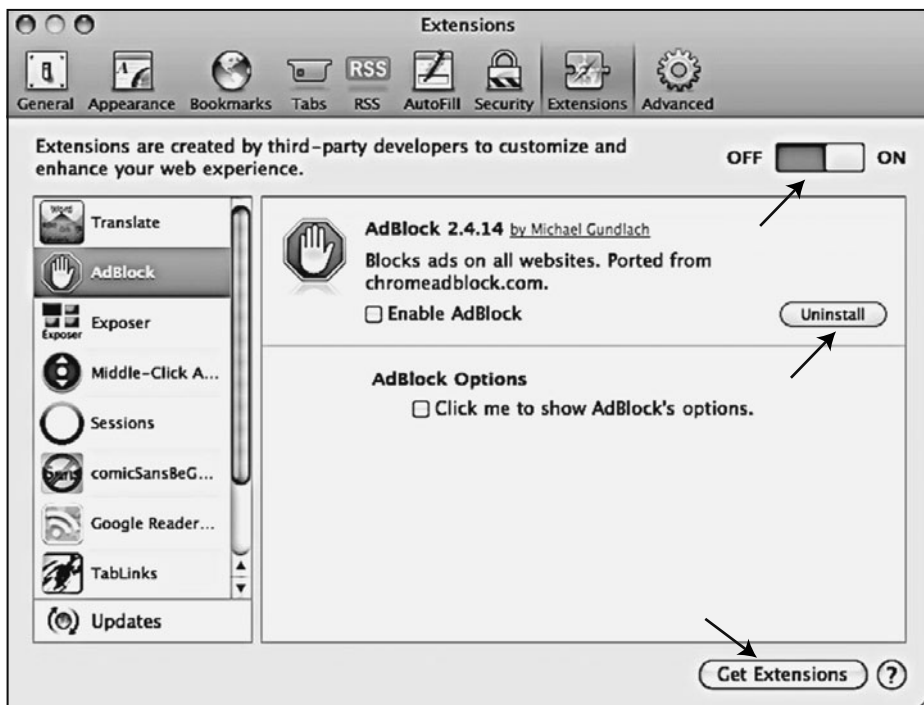 Extensions
RSS
General Appearance Bookmarks Tabs RSS AutoFill Security Extensions Advanced
Extensions are created by third-party developers to customize and
enhance your web experience.
OFF ON
Translate
AdBlock
Exposer
Exposer
Middle-Click A...
Sessions
comicSansBeG...
Google Reader...
TabLinks
Updates
AdBlock 2.4.14 by Michael Gundlach
Blocks ads on all websites. Ported from
chromeadblock.com.
Enable AdBlock
Uninstall
AdBlock Options
Click me to show AdBlock's options.
Get Extensions ?